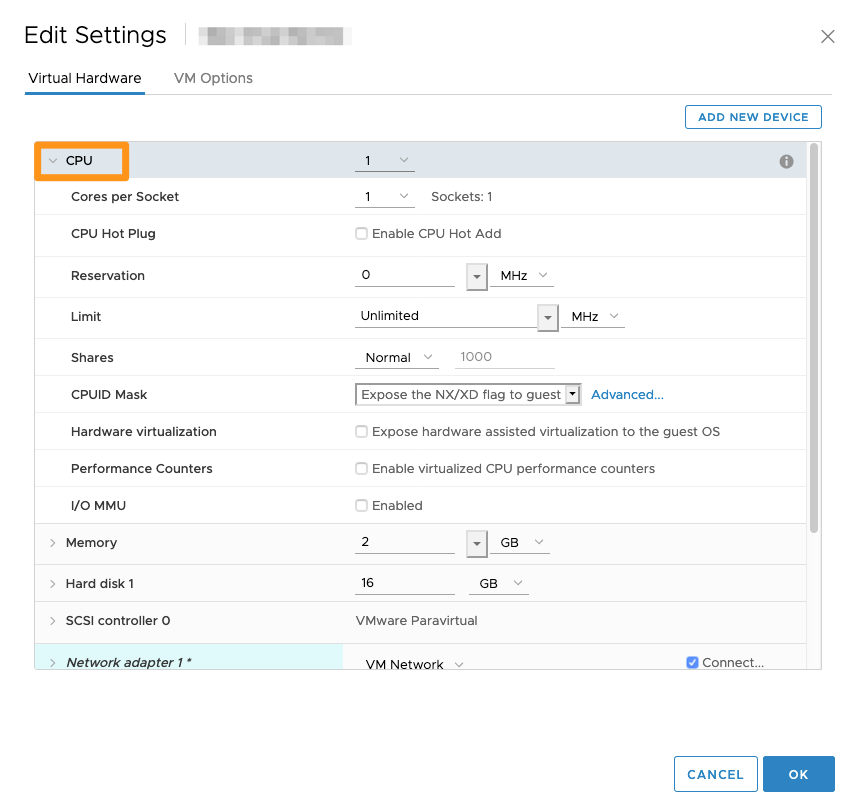 Edit Settings
Virtual Hardware VM Options
ADD NEW DEVICE
CPU 1
Cores per Socket 1 Sockets: 1
CPU Hot Plug Enable CPU Hot Add
Reservation 0 MHz
Limit Unlimited MHz
Shares Normal 1000
CPUID Mask Expose the NX/XD flag to guest Advanced...
Hardware virtualization Expose hardware assisted virtualization to the guest OS
Performance Counters Enable virtualized CPU performance counters
I/O MMU Enabled
Memory 2 GB
Hard disk 1 16 GB
SCSI controller 0 VMware Paravirtual
Network adapter 1 * VM Network Connect...
CANCEL OK